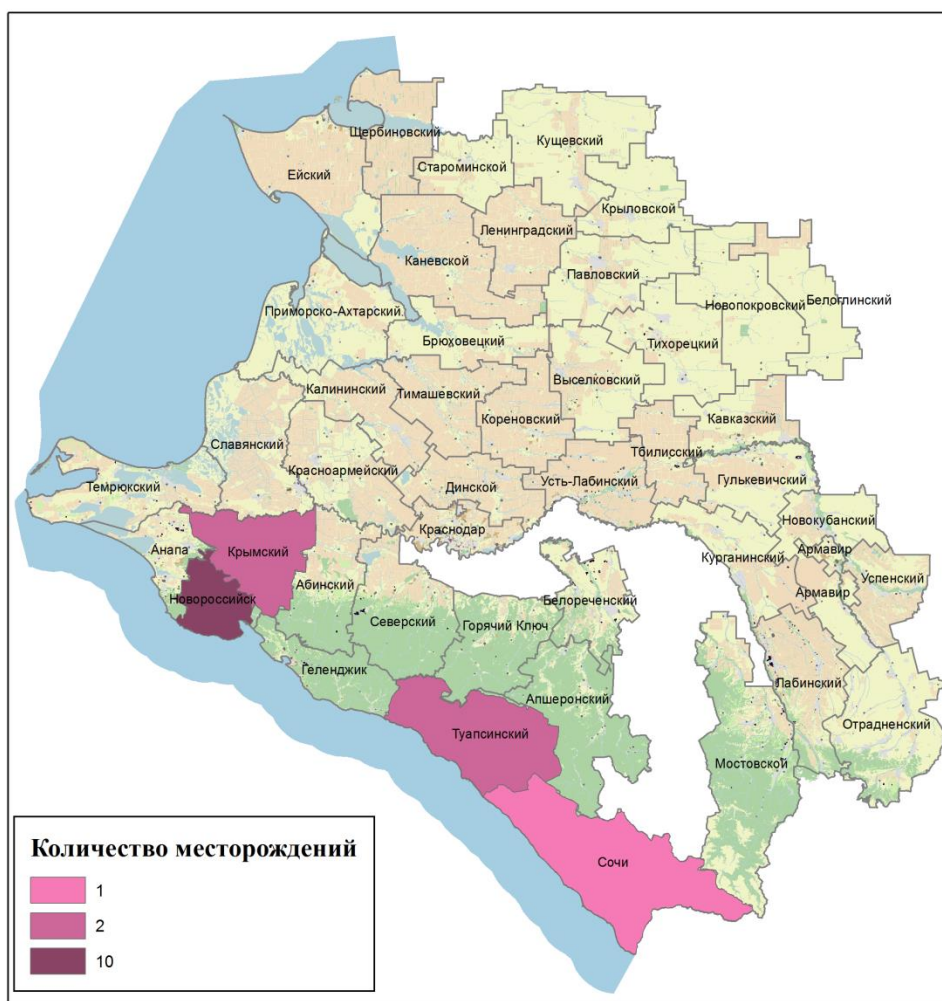 Щербиновский
Кущевский
Староминской
Ейский
Крыловской
Ленинградский
Каневской
Павловский
Новопокровский
Белоглинский
Приморско-Ахтарский
Брюховецкий
Тихорецкий
Калининский
Тимашевский
Выселковский
Кореновский
Кавказский
Славянский
Тбилисский
Красноармейский
Усть-Лабинский
Темрюкский
Динской
Гулькевичский
Краснодар
Новокубанский
Анапа
Крымский
Курганинский
Армавир
Успенский
Абинский
Белореченский
Армавир
Новороссийск
Северский
Горячий Ключ
Геленджик
Апшеронский
Лабинский
Отрадненский
Туапсинский
Мостовской
Сочи
Количество месторождений
1
2
10